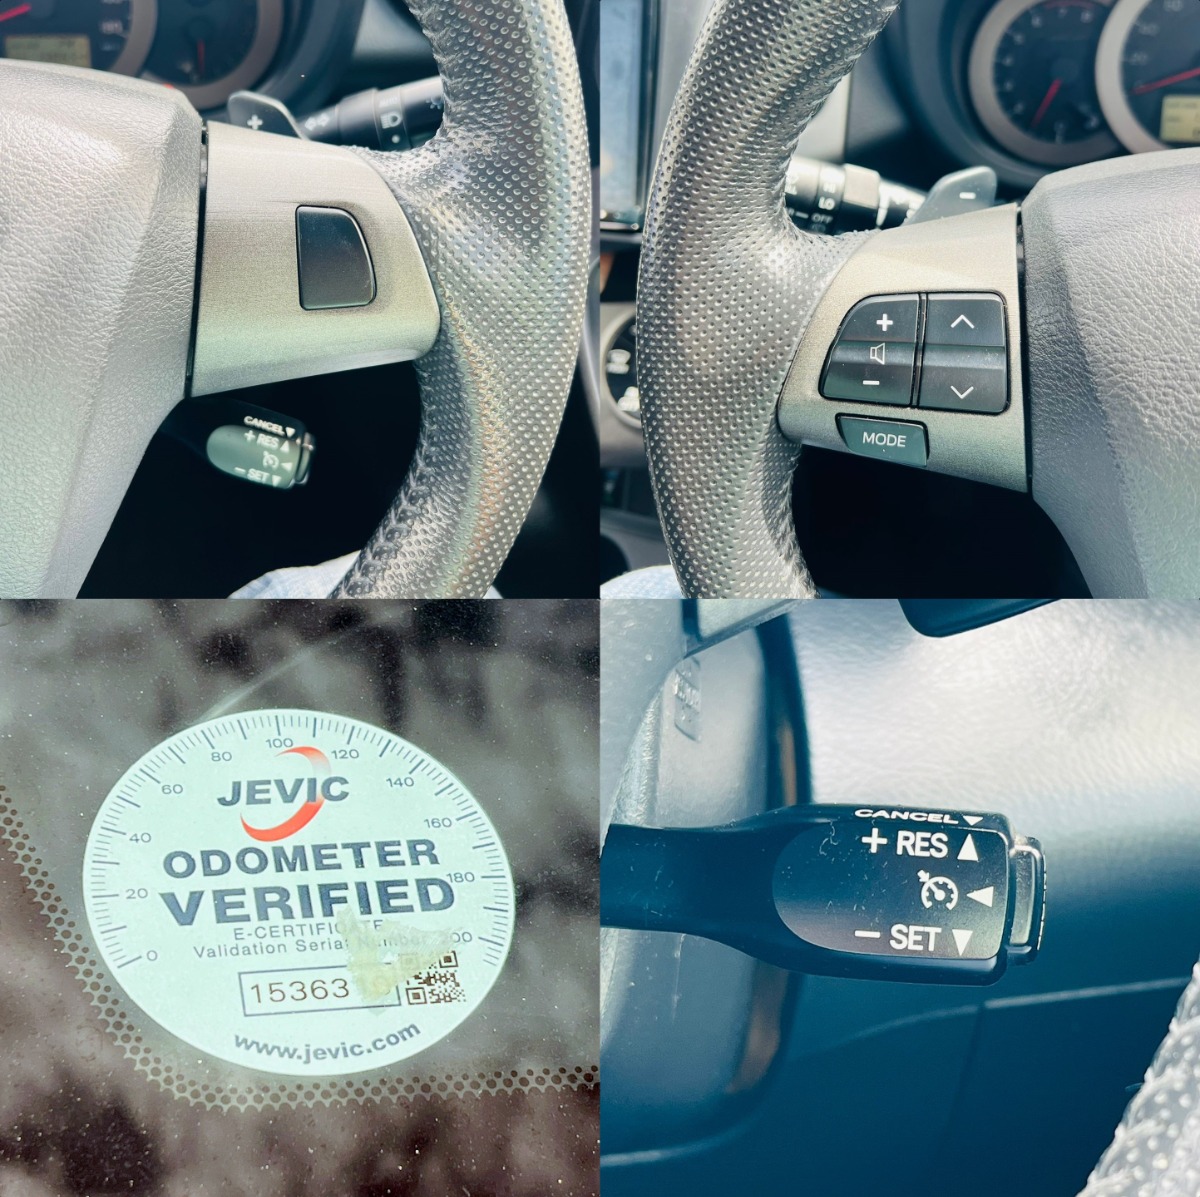 +
CANCEL ▼
+ RES ▲
◀
− SET ▼
LO
OFF
+
−
MODE
0 20 40 60 80 100 120 140 160 180
JEVIC
ODOMETER
VERIFIED
E-CERTIFICATE
Validation Serial Number
15363
www.jevic.com
CANCEL ▼
+ RES ▲
◀
− SET ▼